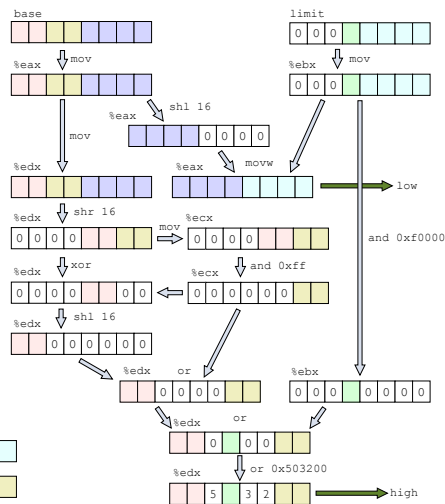 base limit
0 0 0
mov mov
%eax %ebx
0 0 0
shl 16
%eax
0 0 0 0
mov
%edx %eax movw
low
%edx shr 16 %ecx
mov
0 0 0 0 0 0 0 0
and 0xf0000
%edx xor %ecx and 0xff
0 0 0 0 0 0 0 0 0 0 0 0
%edx shl 16
0 0 0 0 0 0
%edx or %ebx
0 0 0 0 0 0 0 0 0 0 0
%edx or
0 0 0
%edx or 0x503200
5 3 2 high